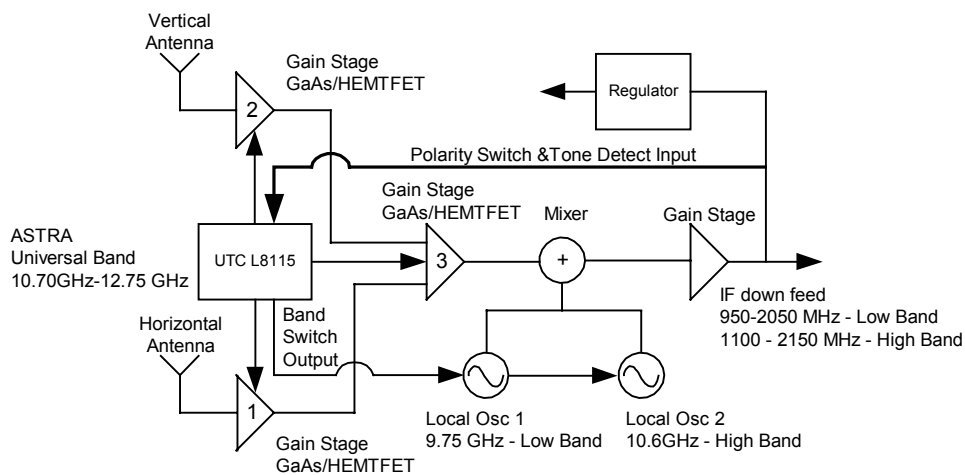 Vertical
Antenna
Gain Stage
GaAs/HEMTFET
2
Regulator
Polarity Switch &Tone Detect Input
Gain Stage
GaAs/HEMTFET
Mixer
Gain Stage
ASTRA
Universal Band
10.70GHz-12.75 GHz
UTC L8115
3
+
IF down feed
950-2050 MHz - Low Band
1100 - 2150 MHz - High Band
Horizontal
Antenna
Band
Switch
Output
1
Local Osc 1
9.75 GHz - Low Band
Local Osc 2
10.6GHz - High Band
Gain Stage
GaAs/HEMTFET